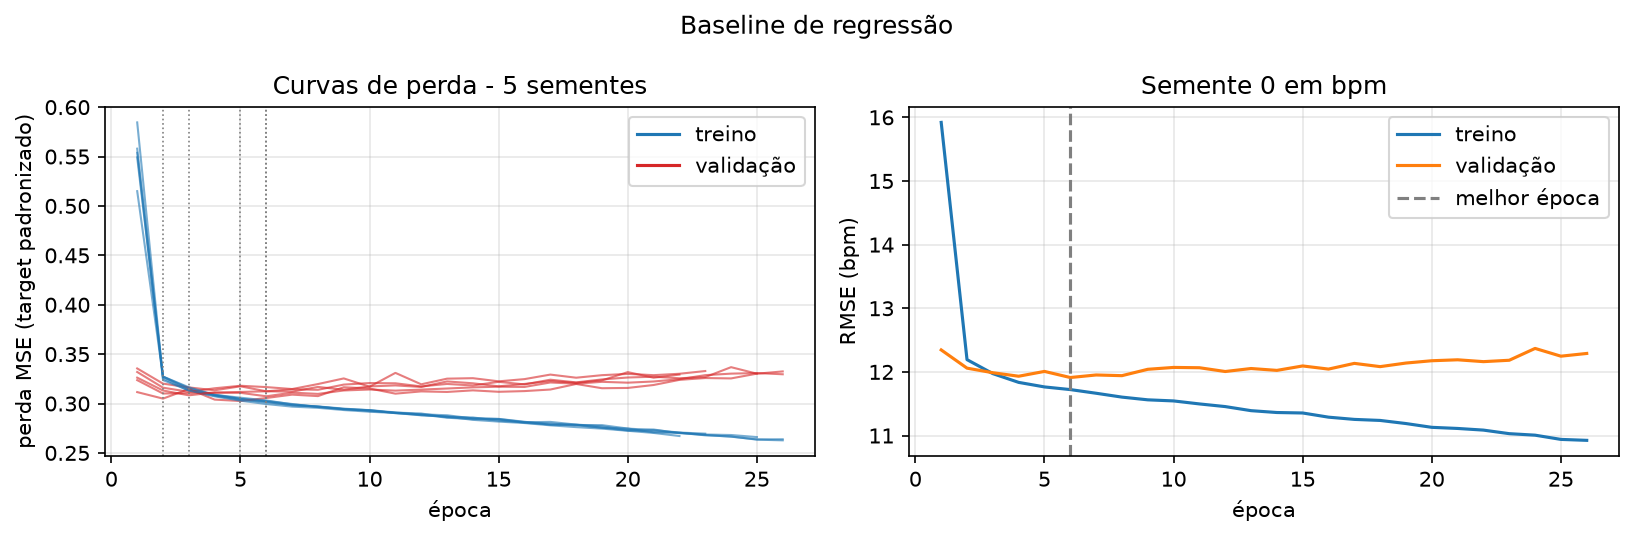 Baseline de regressão
Curvas de perda - 5 sementes
perda MSE (target padronizado)
0.60
0.55
0.50
0.45
0.40
0.35
0.30
0.25
treino
validação
0 5 10 15 20 25
época
Semente 0 em bpm
RMSE (bpm)
16
15
14
13
12
11
treino
validação
melhor época
0 5 10 15 20 25
época